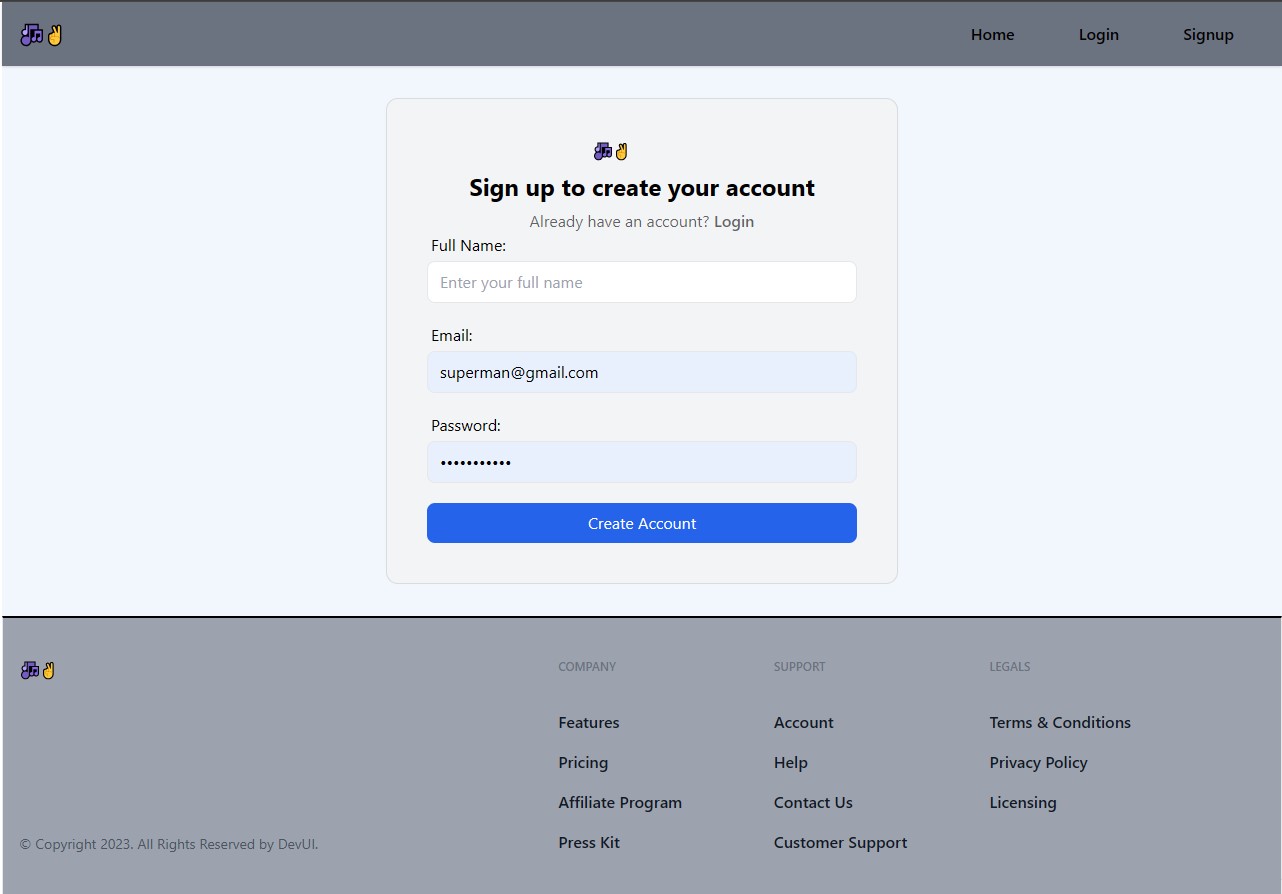 Home Login Signup
Sign up to create your account
Already have an account? Login
Full Name:
Enter your full name
Email:
superman@gmail.com
Password:
•••••••••••
Create Account
COMPANY
Features
Pricing
Affiliate Program
Press Kit
SUPPORT
Account
Help
Contact Us
Customer Support
LEGALS
Terms & Conditions
Privacy Policy
Licensing
© Copyright 2023. All Rights Reserved by DevUI.